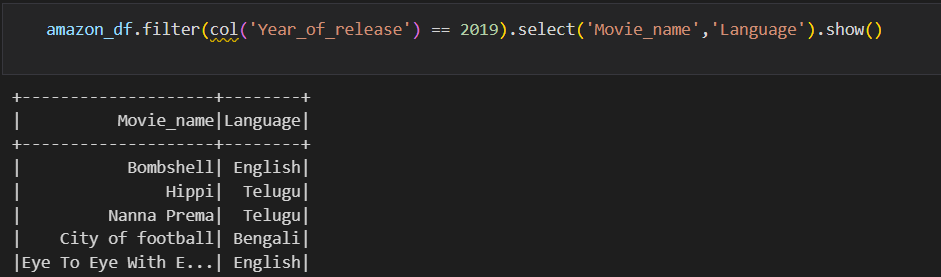 amazon_df.filter(col('Year_of_release') == 2019).select('Movie_name','Language').show()
+--------------------+--------+
|          Movie_name|Language|
+--------------------+--------+
|           Bombshell| English|
|               Hippi|  Telugu|
|         Nanna Prema|  Telugu|
|    City of football| Bengali|
|Eye To Eye With E...| English|